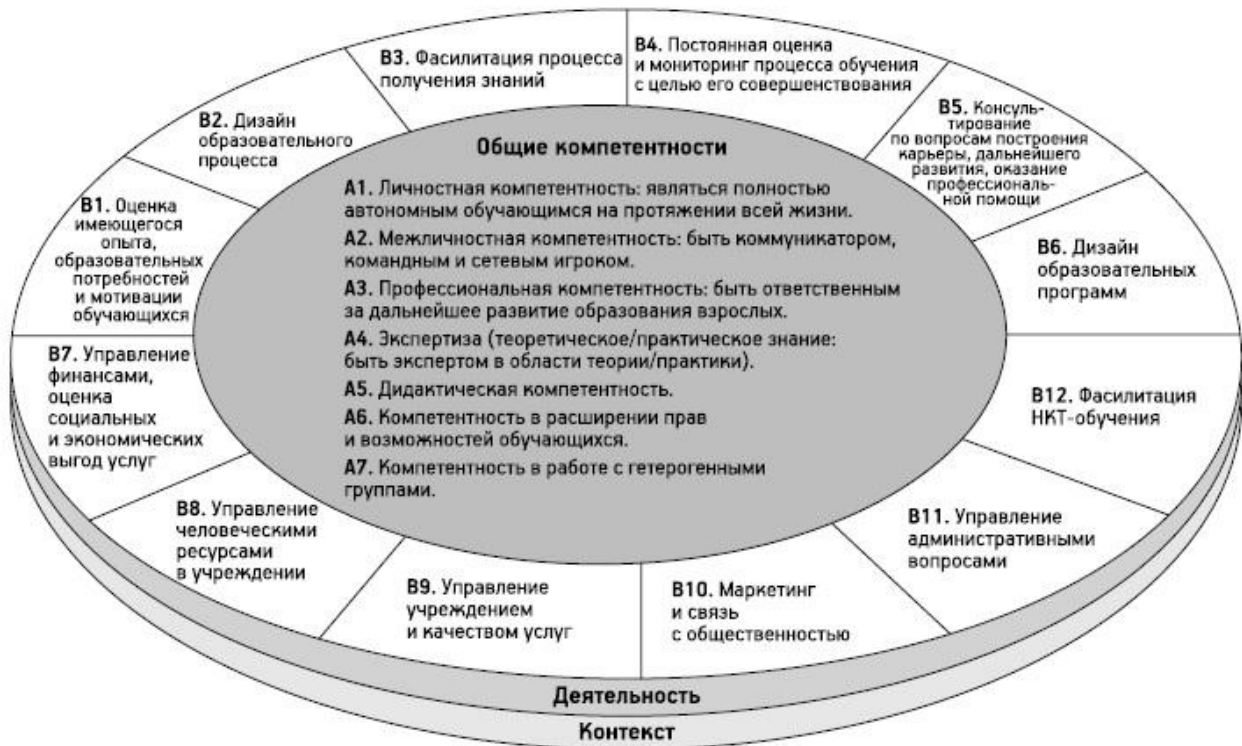 B3. Фасилитация процесса
получения знаний
B4. Постоянная оценка
и мониторинг процесса обучения
с целью его совершенствования
B2. Дизайн
образовательного
процесса
B5. Консуль-
тирование
по вопросам построения
карьеры, дальнейшего
развития, оказание
профессиональ-
ной помощи
B1. Оценка
имеющегося
опыта,
образовательных
потребностей
и мотивации
обучающихся
B6. Дизайн
образовательных
программ
Общие компетентности
A1. Личностная компетентность: являться полностью
автономным обучающимся на протяжении всей жизни.
A2. Межличностная компетентность: быть коммуникатором,
командным и сетевым игроком.
A3. Профессиональная компетентность: быть ответственным
за дальнейшее развитие образования взрослых.
A4. Экспертиза (теоретическое/практическое знание:
быть экспертом в области теории/практики).
A5. Дидактическая компетентность.
A6. Компетентность в расширении прав
и возможностей обучающихся.
A7. Компетентность в работе с гетерогенными
группами.
B7. Управление
финансами,
оценка
социальных
и экономических
выгод услуг
B12. Фасилитация
НКТ-обучения
B8. Управление
человеческими
ресурсами
в учреждении
B11. Управление
административными
вопросами
B9. Управление
учреждением
и качеством услуг
B10. Маркетинг
и связь
с общественностью
Деятельность
Контекст